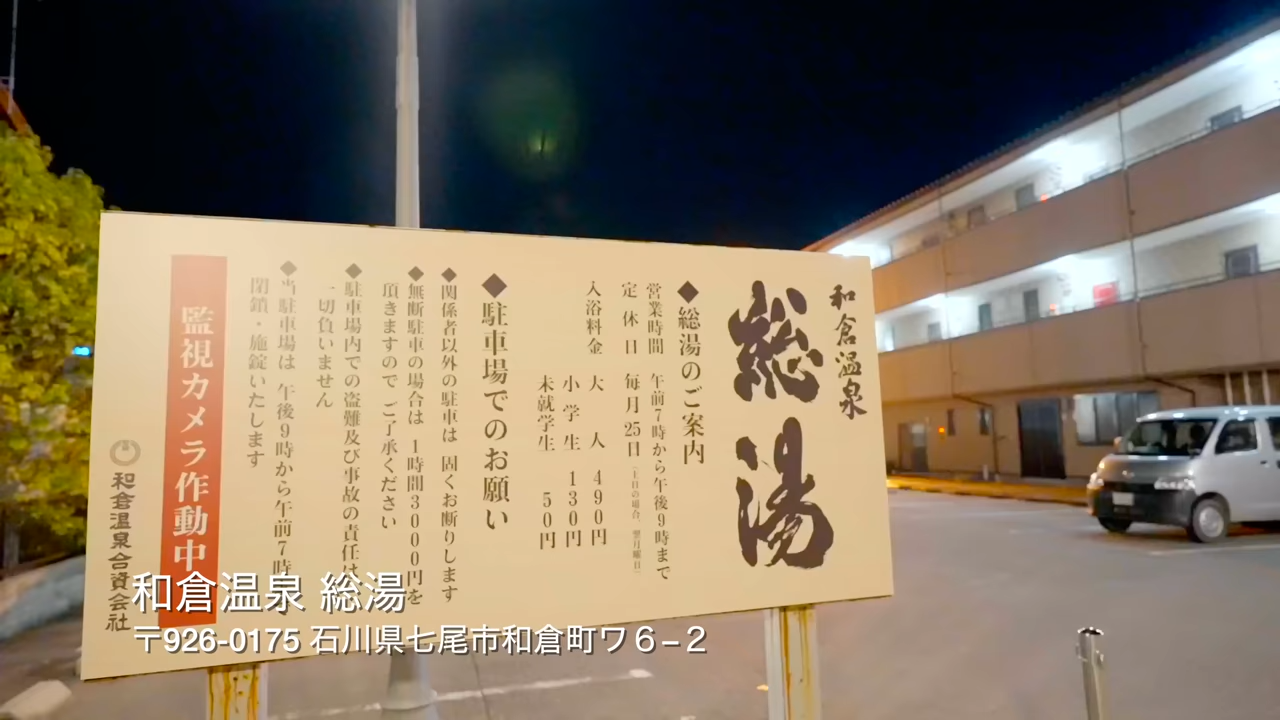 和倉温泉
総湯
◆総湯のご案内
営業時間 午前7時から午後9時まで
定休日 毎月25日(土日の場合、翌月曜日)
入浴料金 大人 490円
小学生 130円
未就学生 50円
◆駐車場でのお願い
◆関係者以外の駐車は 固くお断りします
◆無断駐車の場合は 1時間3000円を
頂きますので ご了承ください
◆駐車場内での盗難及び事故の責任は
一切負いません
◆当駐車場は 午後9時から午前7時
閉鎖・施錠いたします
監視カメラ作動中
和倉温泉合資会社
和倉温泉 総湯
〒926-0175 石川県七尾市和倉町ワ6−2